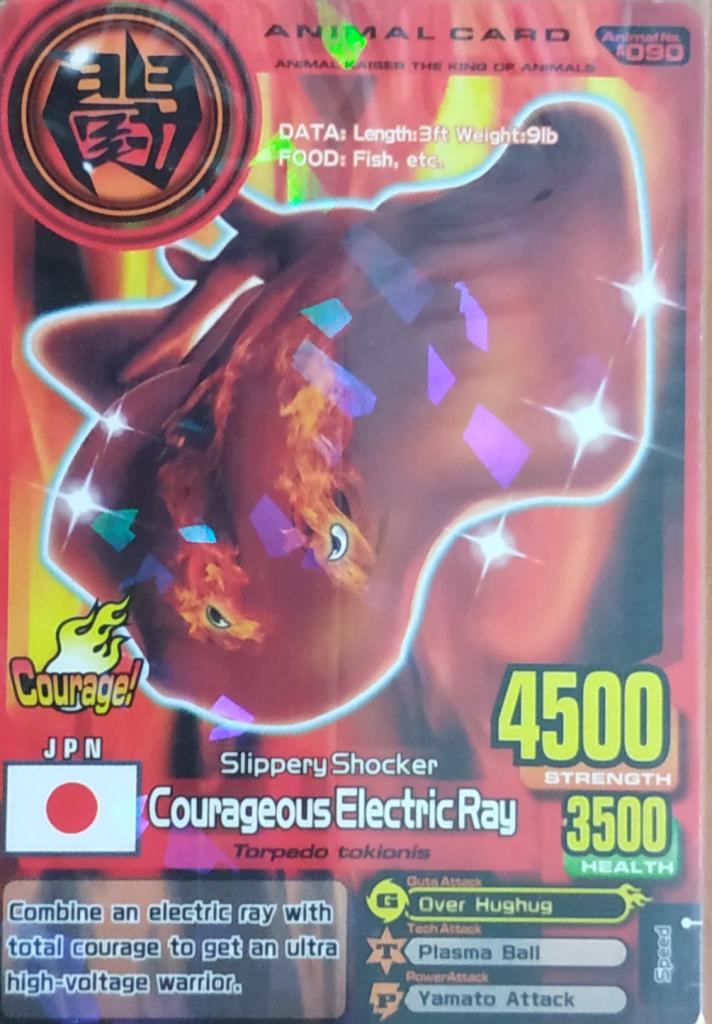 ANIMAL CARD
Animal No.
A090
ANIMAL KAISER THE KING OF ANIMALS
DATA: Length:3ft Weight:9lb
FOOD: Fish, etc.
Courage!
JPN
4500
STRENGTH
Slippery Shocker
Courageous Electric Ray
Torpedo tokionis
3500
HEALTH
Combine an electric ray with
total courage to get an ultra
high-voltage warrior.
Guts Attack
G Over Hughug
Tech Attack
T Plasma Ball
Power Attack
P Yamato Attack
Speed